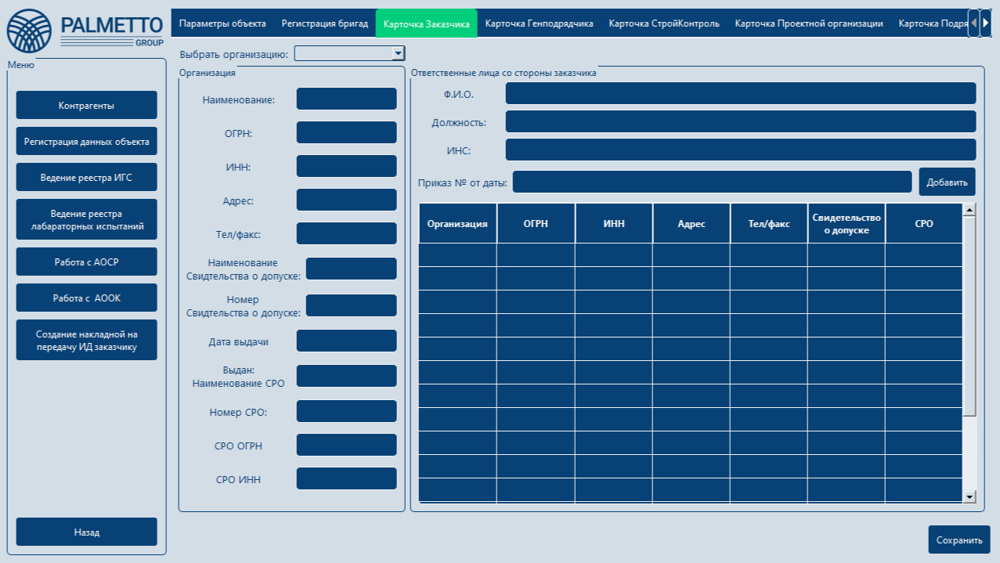 PALMETTO
GROUP
Параметры объекта Регистрация бригад Карточка Заказчика Карточка Генподрядчика Карточка СтройКонтроль Карточка Проектной организации Карточка Подря
Меню
Контрагенты
Регистрация данных объекта
Ведение реестра ИГС
Ведение реестра
лабараторных испытаний
Работа с АОСР
Работа с АООК
Создание накладной на
передачу ИД заказчику
Назад
Выбрать организацию:
Организация
Наименование:
ОГРН:
ИНН:
Адрес:
Тел/факс:
Наименование
Свидтельства о допуске:
Номер
Свидтельства о допуске:
Дата выдачи
Выдан:
Наименование СРО
Номер СРО:
СРО ОГРН
СРО ИНН
Ответственные лица со стороны заказчика
Ф.И.О.
Должность:
ИНС:
Приказ № от даты:
Добавить
Организация ОГРН ИНН Адрес Тел/факс Свидетельство о допуске СРО
Сохранить